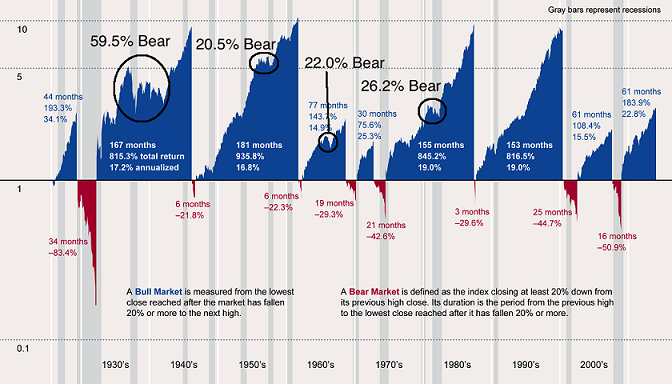 Gray bars represent recessions
10
59.5% Bear
20.5% Bear
22.0% Bear
5
26.2% Bear
44 months
193.3%
34.1%
77 months
143.7%
14.9%
30 months
75.6%
25.3%
61 months
108.4%
15.5%
61 months
183.9%
22.8%
167 months
815.3% total return
17.2% annualized
181 months
935.8%
16.8%
155 months
845.2%
19.0%
153 months
816.5%
19.0%
1
34 months
–83.4%
6 months
–21.8%
6 months
–22.3%
19 months
–29.3%
21 months
–42.6%
3 months
–29.6%
25 months
–44.7%
16 months
–50.9%
A Bull Market is measured from the lowest
close reached after the market has fallen
20% or more to the next high.
A Bear Market is defined as the index closing at least 20% down from
its previous high close. Its duration is the period from the previous high
to the lowest close reached after it has fallen 20% or more.
0.1
1930's 1940's 1950's 1960's 1970's 1980's 1990's 2000's